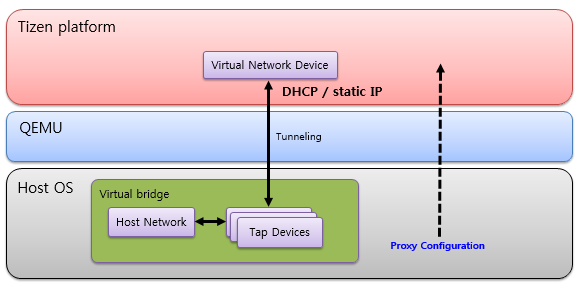 Tizen platform
Virtual Network Device
DHCP / static IP
QEMU
Tunneling
Host OS
Virtual bridge
Host Network
Tap Devices
Proxy Configuration